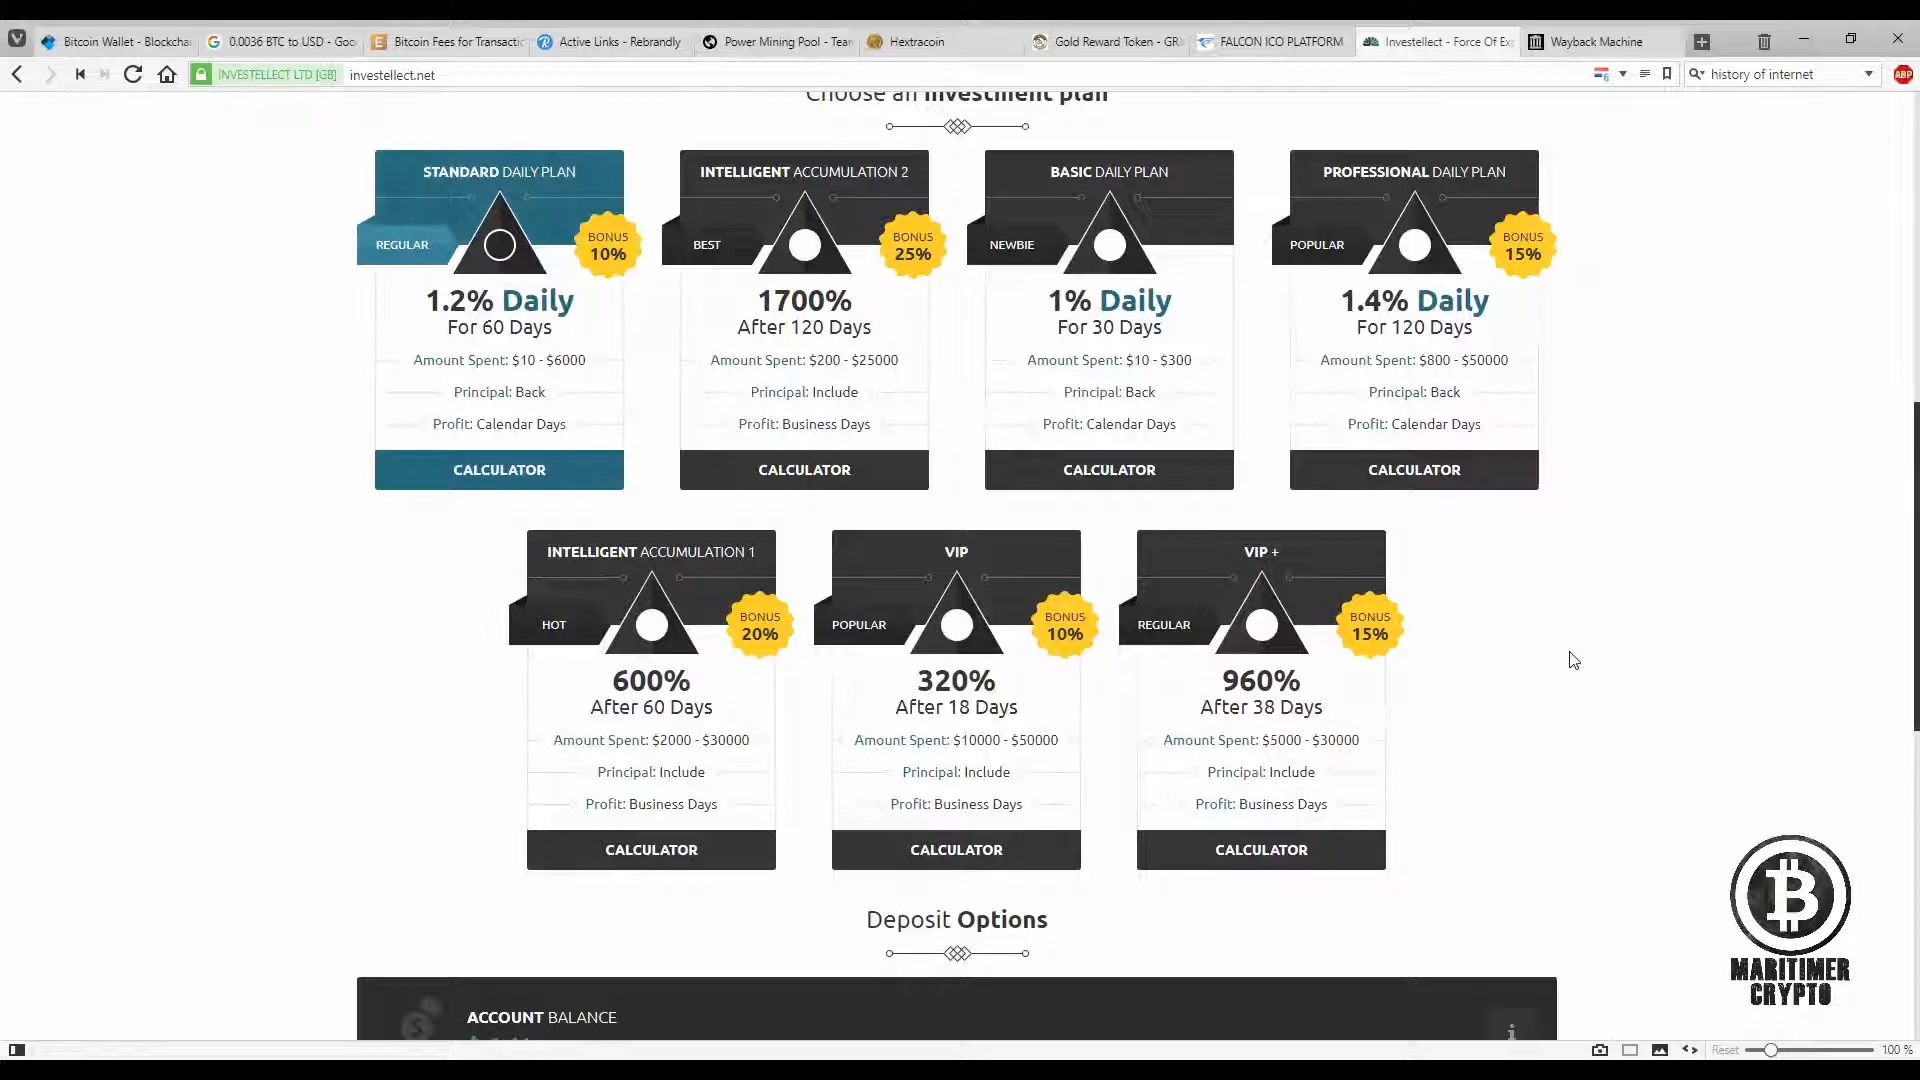 Bitcoin Wallet - Blockcha
0.0036 BTC to USD - Goo
Bitcoin Fees for Transactic
Active Links - Rebrandly
Power Mining Pool - Tear
Hextracoin
Gold Reward Token - GR
FALCON ICO PLATFORM
Investellect - Force Of Ex
Wayback Machine
INVESTELLECT LTD [GB]
investellect.net
history of internet
ABP
Choose an investment plan
STANDARD DAILY PLAN
REGULAR
BONUS
10%
1.2% Daily
For 60 Days
Amount Spent: $10 - $6000
Principal: Back
Profit: Calendar Days
CALCULATOR
INTELLIGENT ACCUMULATION 2
BEST
BONUS
25%
1700%
After 120 Days
Amount Spent: $200 - $25000
Principal: Include
Profit: Business Days
CALCULATOR
BASIC DAILY PLAN
NEWBIE
1% Daily
For 30 Days
Amount Spent: $10 - $300
Principal: Back
Profit: Calendar Days
CALCULATOR
PROFESSIONAL DAILY PLAN
POPULAR
BONUS
15%
1.4% Daily
For 120 Days
Amount Spent: $800 - $50000
Principal: Back
Profit: Calendar Days
CALCULATOR
INTELLIGENT ACCUMULATION 1
HOT
BONUS
20%
600%
After 60 Days
Amount Spent: $2000 - $30000
Principal: Include
Profit: Business Days
CALCULATOR
VIP
POPULAR
BONUS
10%
320%
After 18 Days
Amount Spent: $10000 - $50000
Principal: Include
Profit: Business Days
CALCULATOR
VIP +
REGULAR
BONUS
15%
960%
After 38 Days
Amount Spent: $5000 - $30000
Principal: Include
Profit: Business Days
CALCULATOR
Deposit Options
ACCOUNT BALANCE
MARITIMER
CRYPTO
Reset
100 %